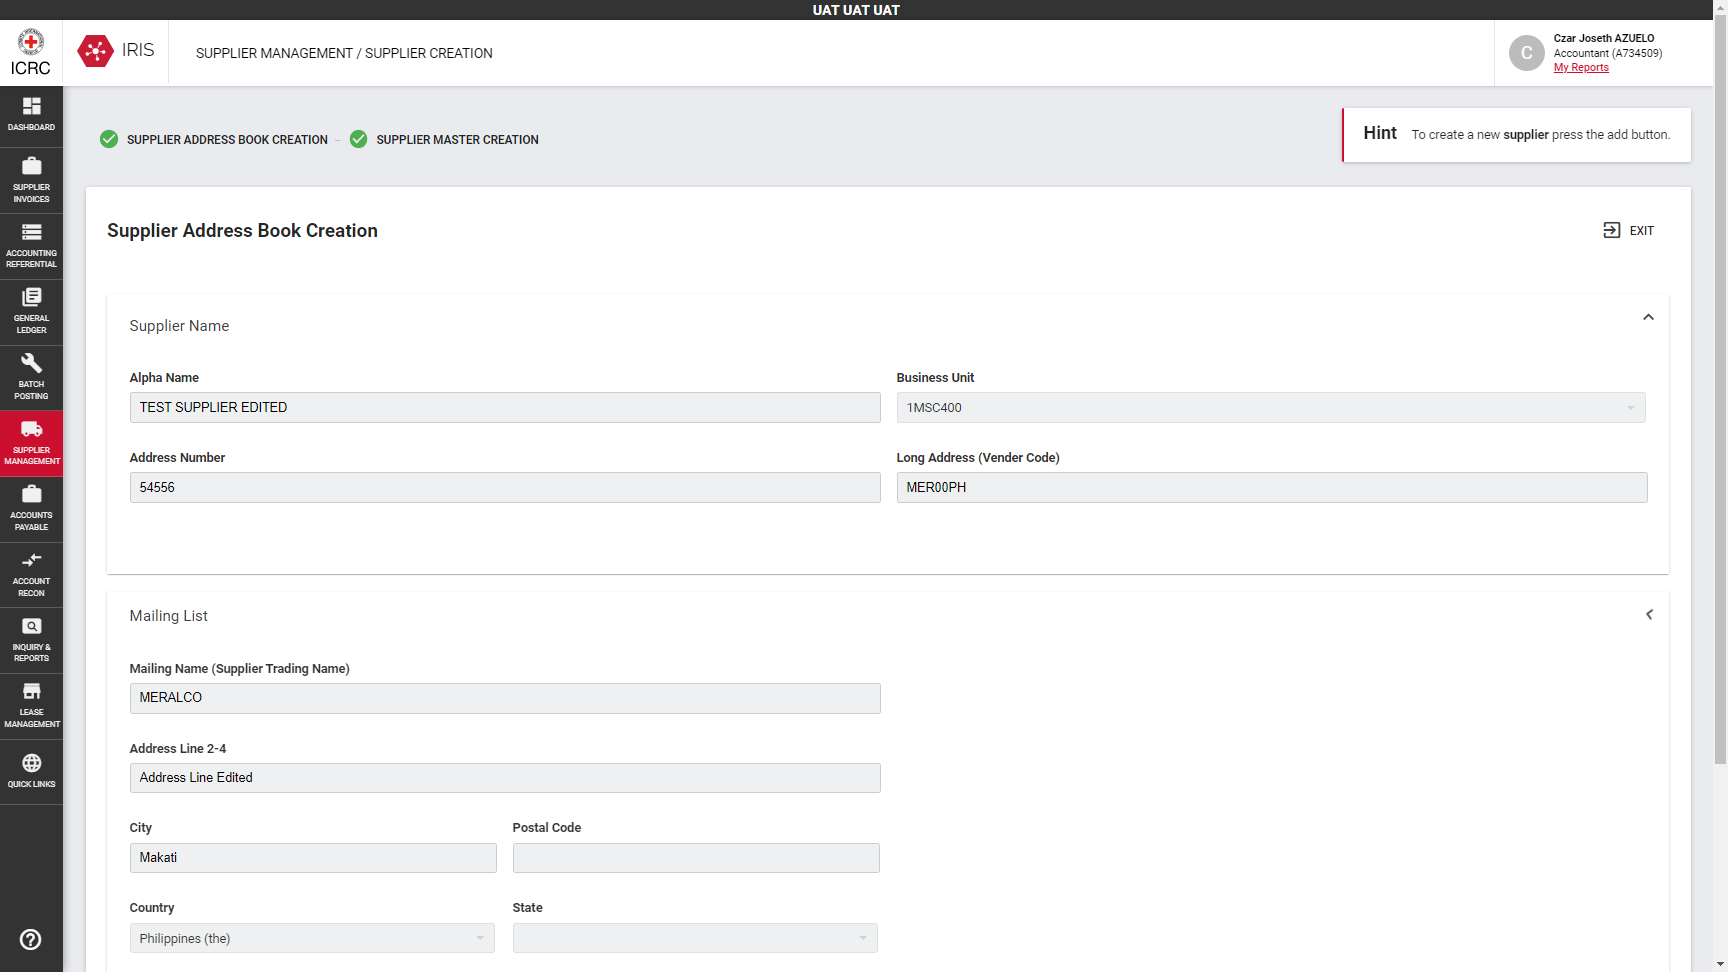 UAT UAT UAT
ICRC
IRIS
SUPPLIER MANAGEMENT / SUPPLIER CREATION
C
Czar Joseth AZUELO
Accountant (A734509)
My Reports
DASHBOARD
SUPPLIER
INVOICES
ACCOUNTING
REFERENTIAL
GENERAL
LEDGER
BATCH
POSTING
SUPPLIER
MANAGEMENT
ACCOUNTS
PAYABLE
ACCOUNT
RECON
INQUIRY &
REPORTS
LEASE
MANAGEMENT
QUICK LINKS
SUPPLIER ADDRESS BOOK CREATION
SUPPLIER MASTER CREATION
Hint To create a new supplier press the add button.
Supplier Address Book Creation
EXIT
Supplier Name
Alpha Name
TEST SUPPLIER EDITED
Business Unit
1MSC400
Address Number
54556
Long Address (Vender Code)
MER00PH
Mailing List
Mailing Name (Supplier Trading Name)
MERALCO
Address Line 2-4
Address Line Edited
City
Makati
Postal Code
Country
Philippines (the)
State